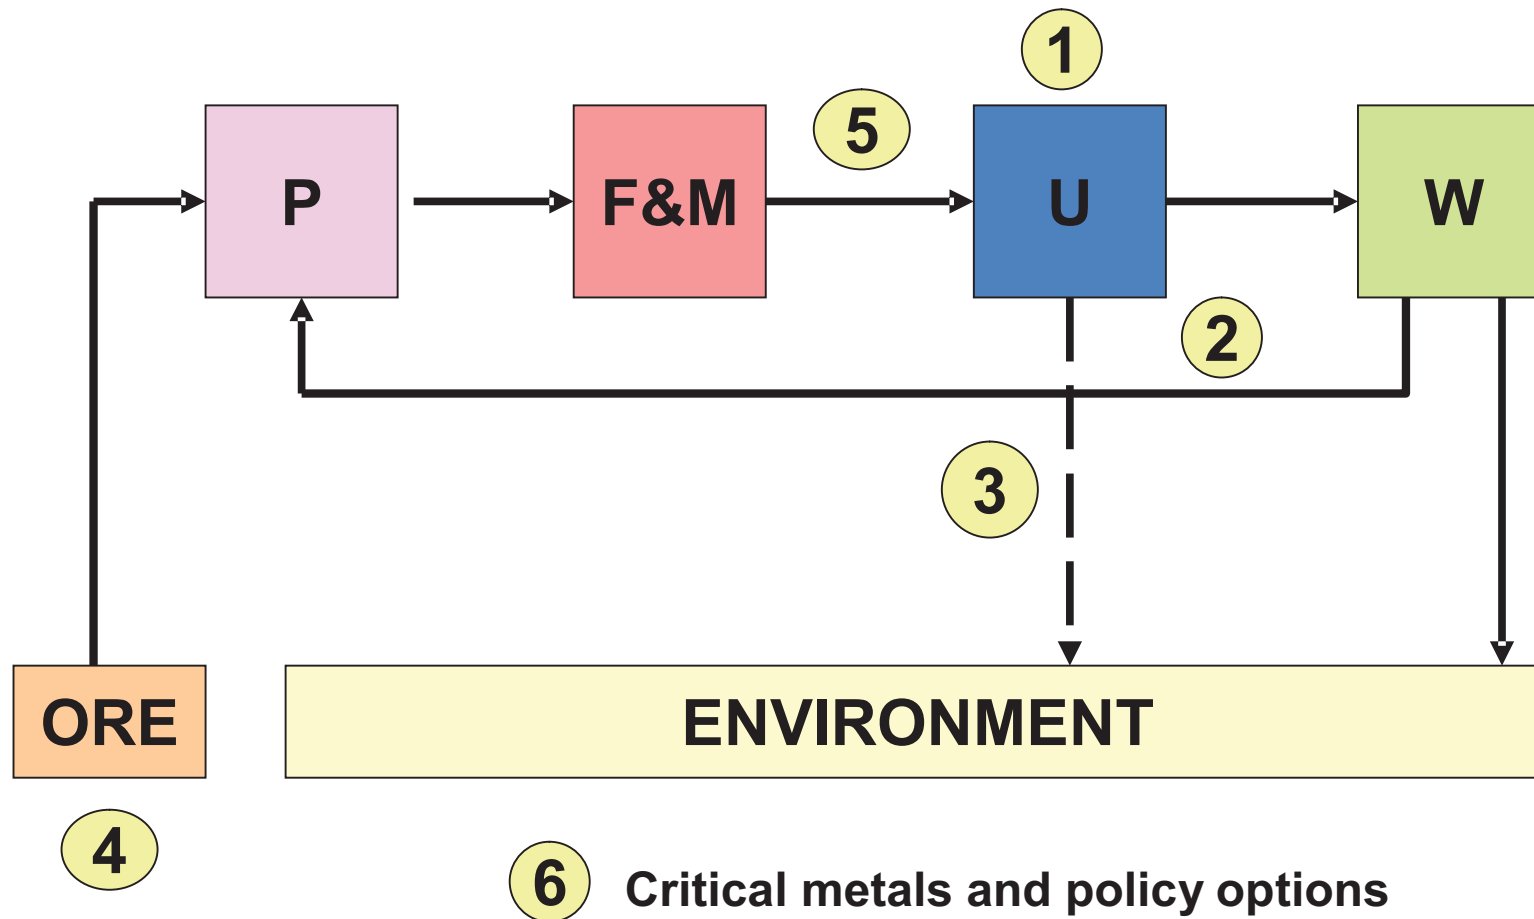 1
5
P
F&M
U
W
2
3
ORE
ENVIRONMENT
4
6 Critical metals and policy options